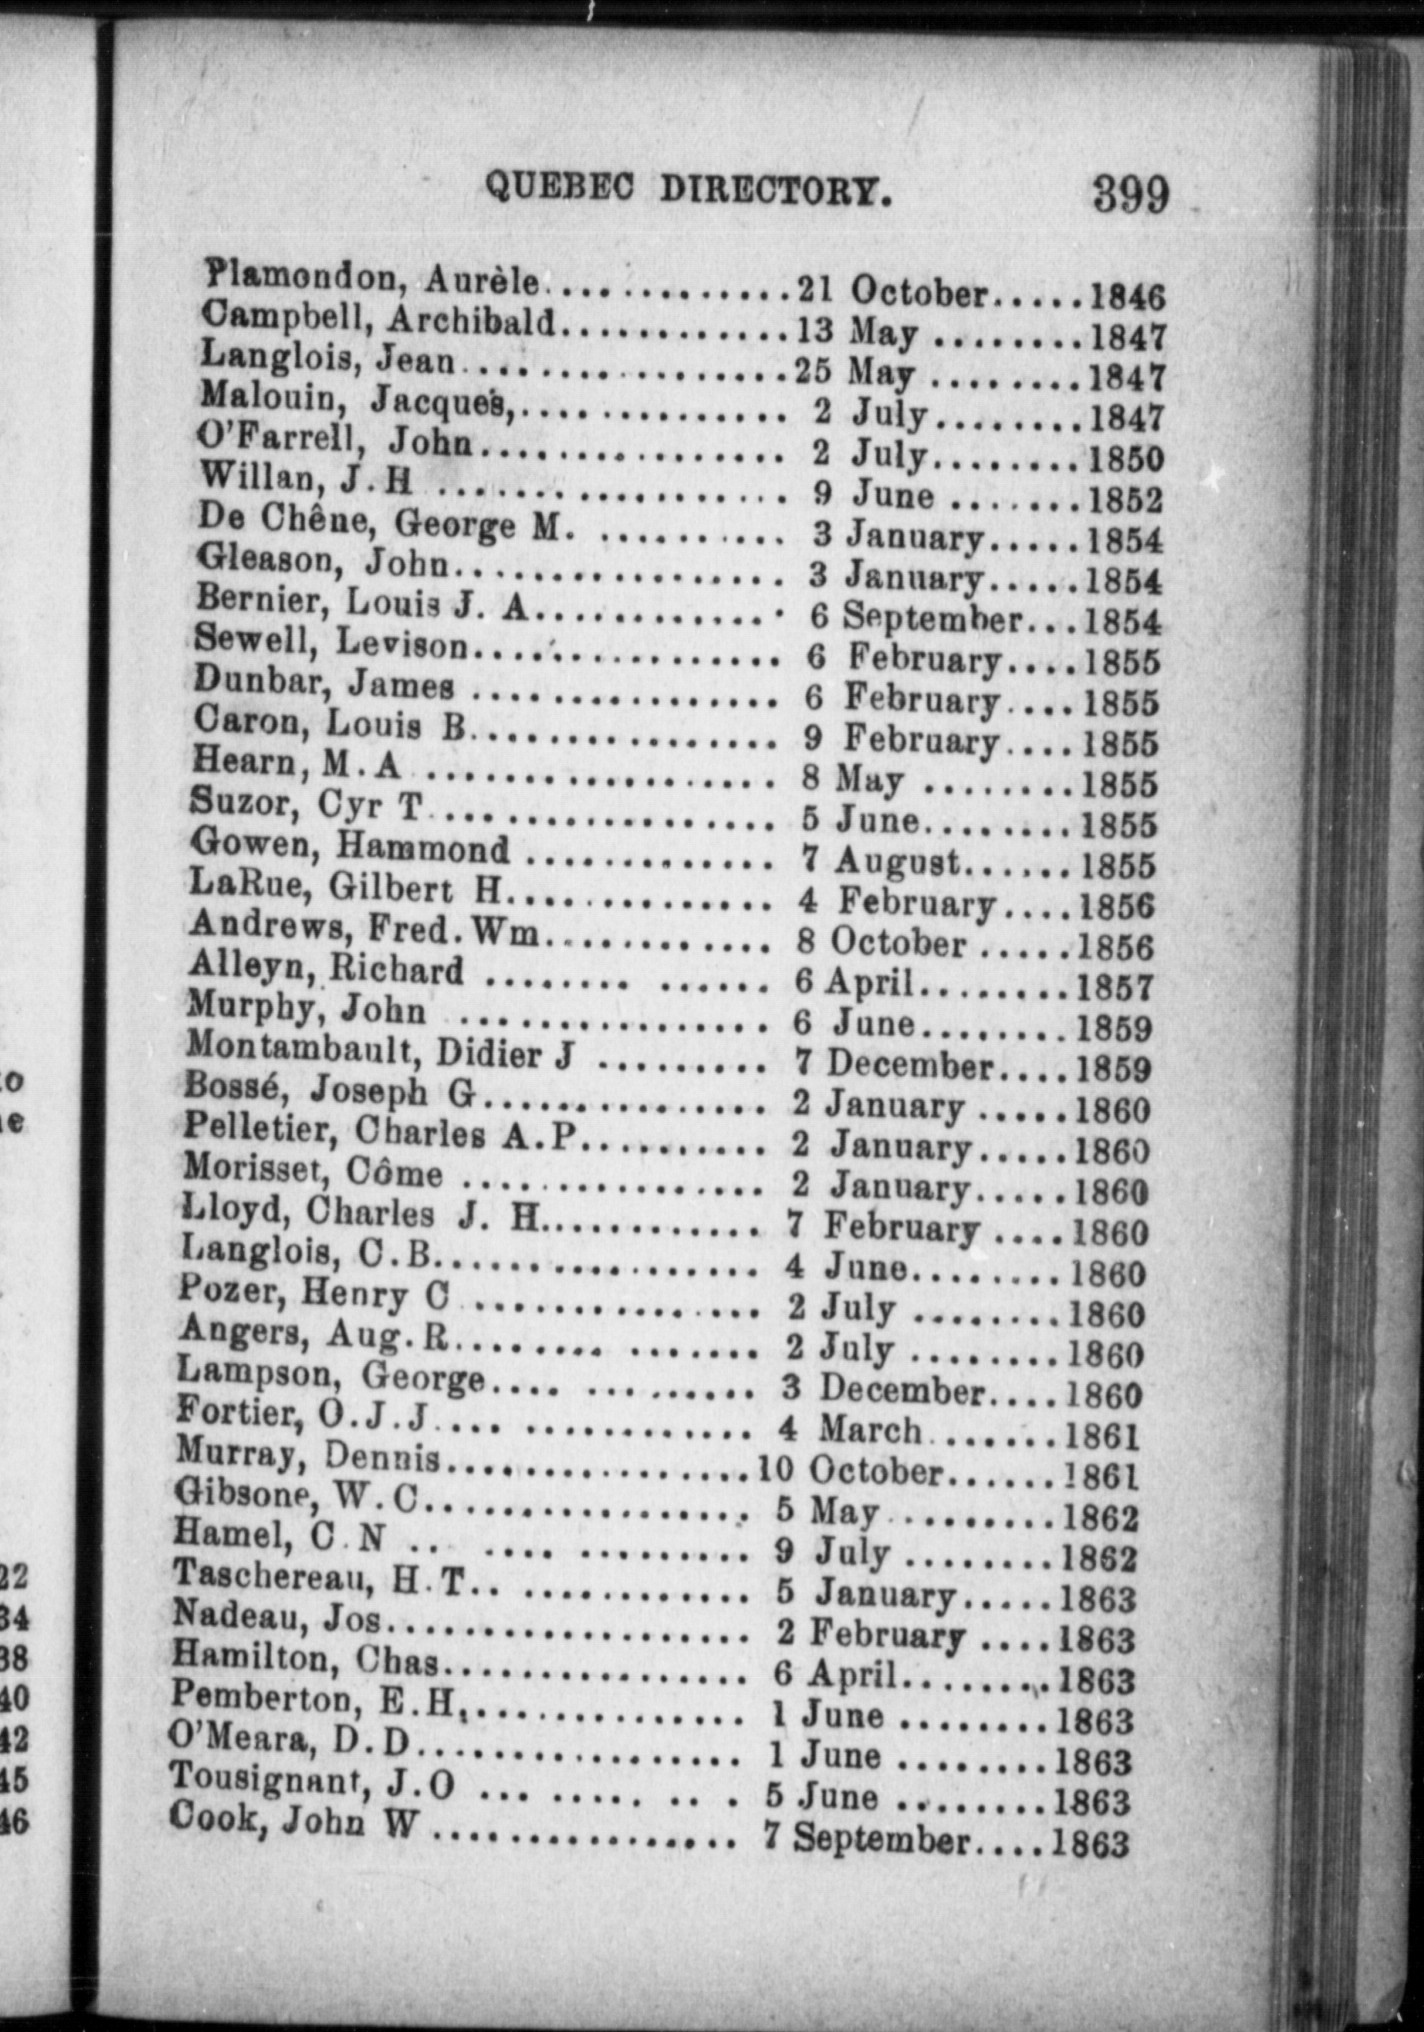 QUEBEC DIRECTORY. 399
Plamondon, Aurèle.............21 October.....1846
Campbell, Archibald............13 May ........1847
Langlois, Jean.................25 May ........1847
Malouin, Jacques,.............. 2 July........1847
O'Farrell, John................ 2 July........1850
Willan, J.H ................... 9 June .......1852
De Chêne, George M. .......... 3 January.....1854
Gleason, John................. 3 January.....1854
Bernier, Louis J. A............. 6 September...1854
Sewell, Levison................ 6 February....1855
Dunbar, James ................ 6 February....1855
Caron, Louis B................ 9 February....1855
Hearn, M.A .................. 8 May ........1855
Suzor, Cyr T.................. 5 June........1855
Gowen, Hammond ............. 7 August......1855
LaRue, Gilbert H.............. 4 February....1856
Andrews, Fred. Wm............ 8 October .....1856
Alleyn, Richard ........ ...... 6 April........1857
Murphy, John ................ 6 June........1859
Montambault, Didier J ......... 7 December....1859
Bossé, Joseph G............... 2 January .....1860
Pelletier, Charles A.P.......... 2 January.....1860
Morisset, Côme ................ 2 January.....1860
Lloyd, Charles J. H............ 7 February ....1860
Langlois, C.B................. 4 June........1860
Pozer, Henry C ............... 2 July ........1860
Angers, Aug. R......... ....... 2 July ........1860
Lampson, George.... ......... 3 December....1860
Fortier, O.J.J.... ............ 4 March.......1861
Murray, Dennis................10 October......1861
Gibsone, W.C................. 5 May.........1862
Hamel, C.N .. .... ......... 9 July ........1862
Taschereau, H.T.. ............ 5 January.....1863
Nadeau, Jos................... 2 February ....1863
Hamilton, Chas................ 6 April........1863
Pemberton, E.H,.............. 1 June ........1863
O'Meara, D.D................. 1 June ........1863
Tousignant, J.O ... ...... .. . 5 June ........1863
Cook, John W ................ 7 September....1863
22
34
38
40
42
45
46